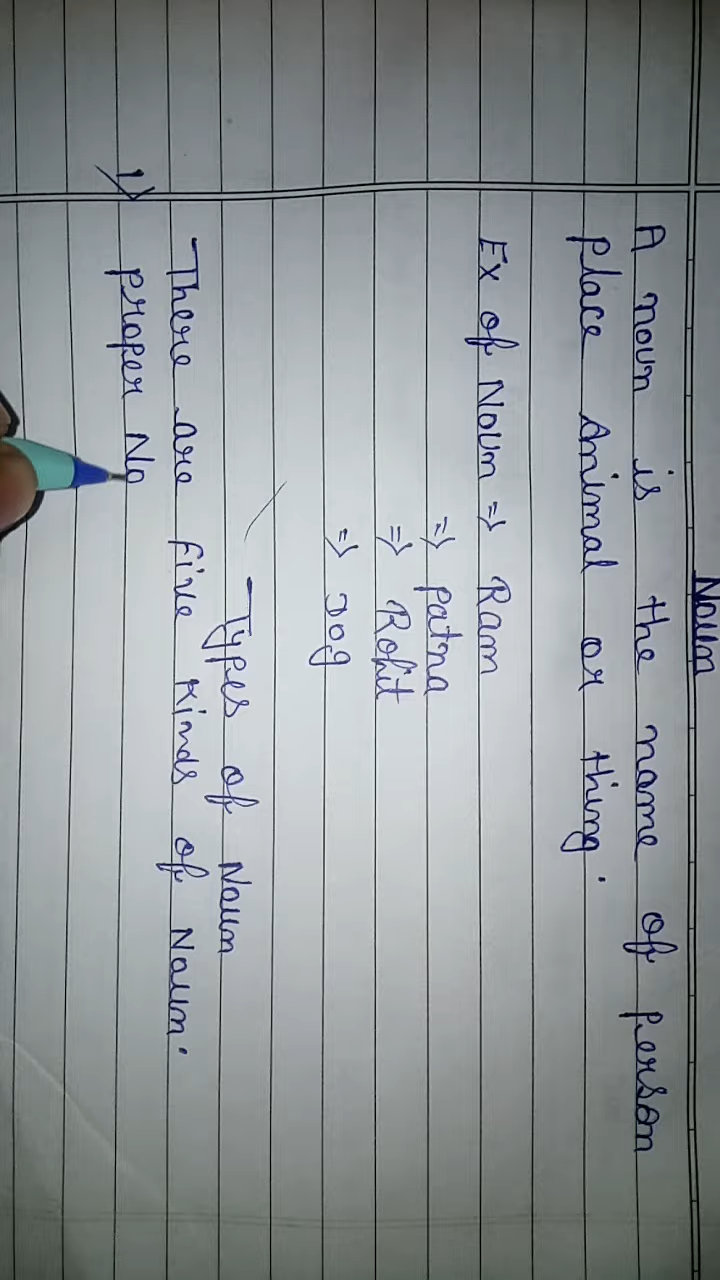 Noun
A noun is the name of person
place Animal or thing.
Ex of Noun ⇒ Ram
⇒ patna
⇒ Rohit
⇒ Dog
Types of Noun
There are five kinds of Noun.
1⟩ proper No